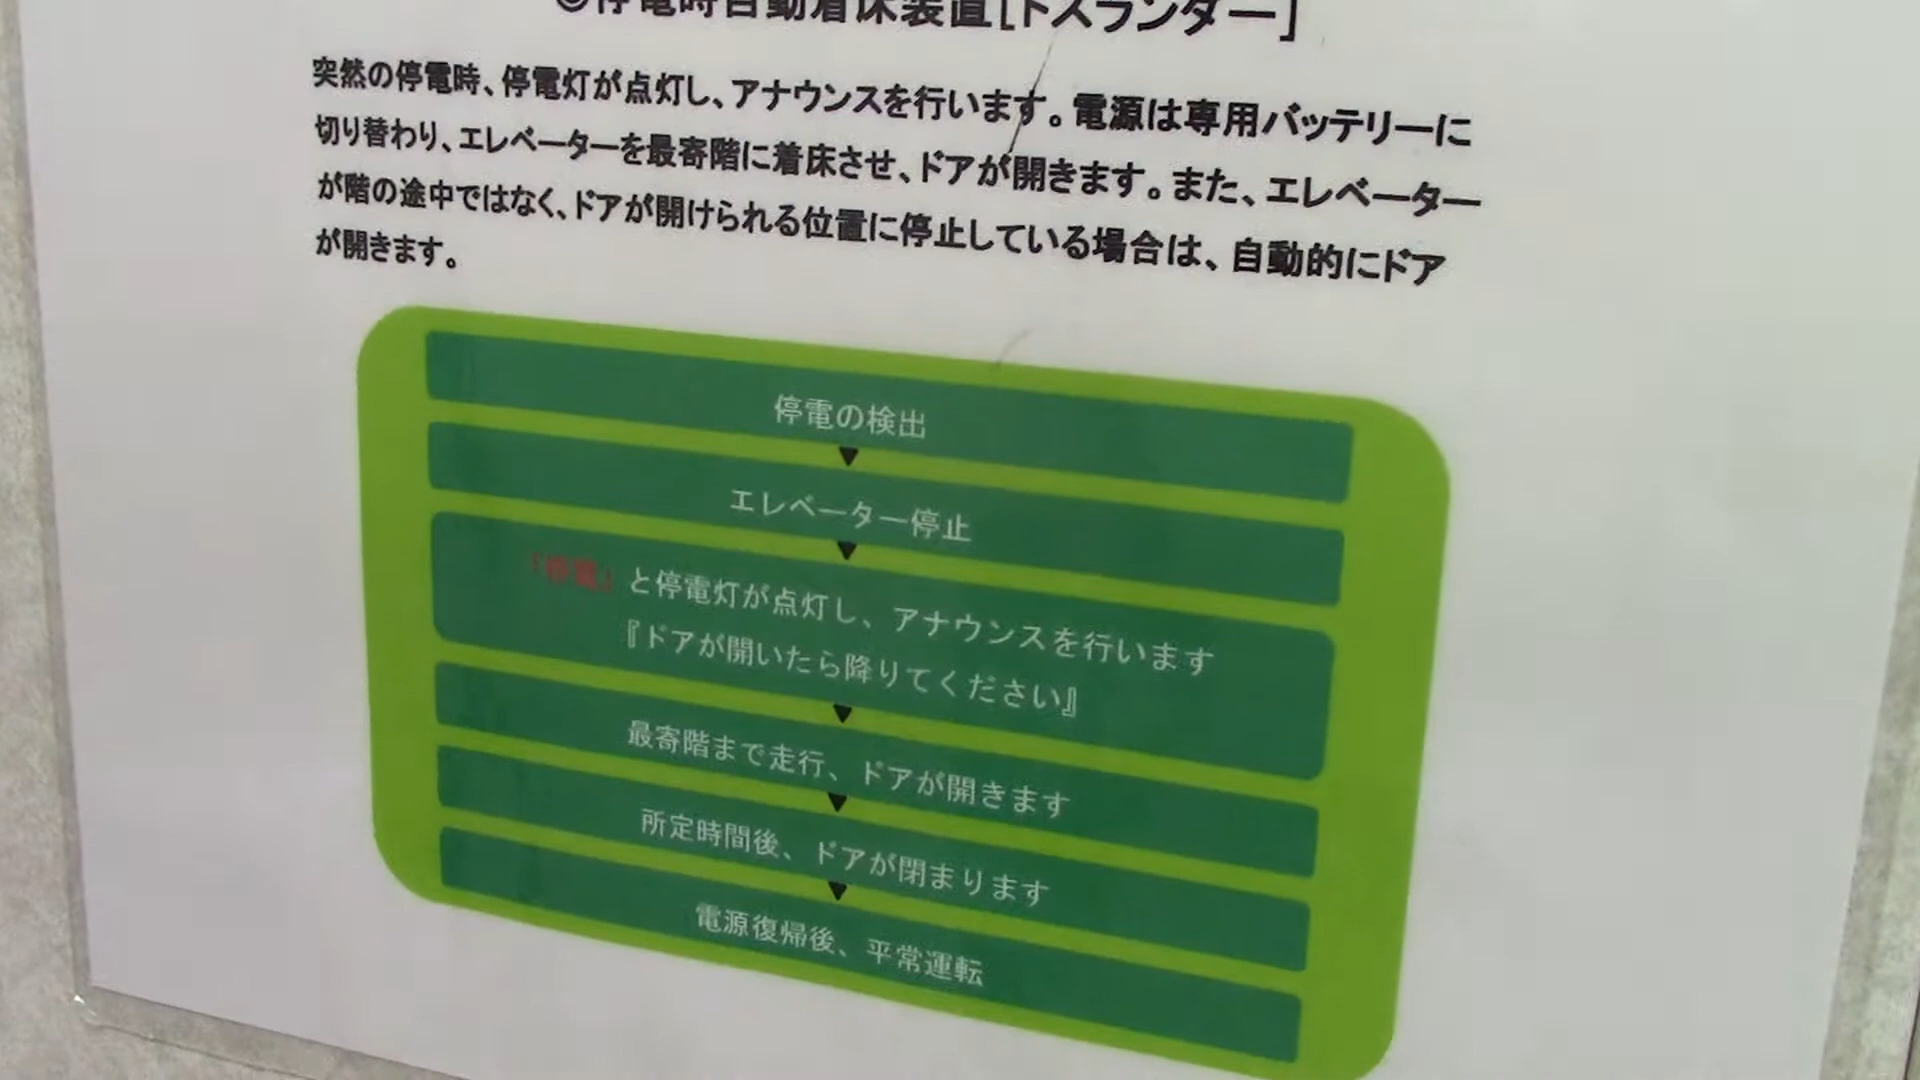 ◎停電時自動着床装置[トスランダー]
突然の停電時、停電灯が点灯し、アナウンスを行います。電源は専用バッテリーに
切り替わり、エレベーターを最寄階に着床させ、ドアが開きます。また、エレベーター
が階の途中ではなく、ドアが開けられる位置に停止している場合は、自動的にドア
が開きます。
停電の検出
▼
エレベーター停止
▼
「停電」と停電灯が点灯し、アナウンスを行います
『ドアが開いたら降りてください』
▼
最寄階まで走行、ドアが開きます
▼
所定時間後、ドアが閉まります
▼
電源復帰後、平常運転